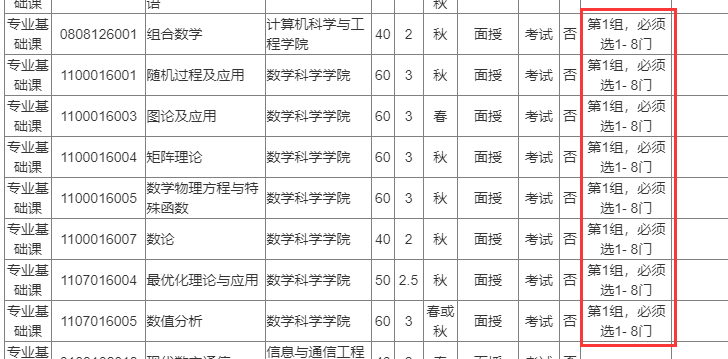 础课 语 秋
专业基 计算机科学与工 第1组，必须
础课 0808126001 组合数学 程学院 40 2 秋 面授 考试 否 选1- 8门
专业基 第1组，必须
础课 1100016001 随机过程及应用 数学科学学院 60 3 秋 面授 考试 否 选1- 8门
专业基 第1组，必须
础课 1100016003 图论及应用 数学科学学院 60 3 春 面授 考试 否 选1- 8门
专业基 第1组，必须
础课 1100016004 矩阵理论 数学科学学院 60 3 秋 面授 考试 否 选1- 8门
专业基 数学物理方程与特 第1组，必须
础课 1100016005 殊函数 数学科学学院 60 3 秋 面授 考试 否 选1- 8门
专业基 第1组，必须
础课 1100016007 数论 数学科学学院 40 2 秋 面授 考试 否 选1- 8门
专业基 第1组，必须
础课 1107016004 最优化理论与应用 数学科学学院 50 2.5 秋 面授 考试 否 选1- 8门
专业基 春或 第1组，必须
础课 1107016005 数值分析 数学科学学院 60 3 秋 面授 考试 否 选1- 8门
专业基 信息与通信工程